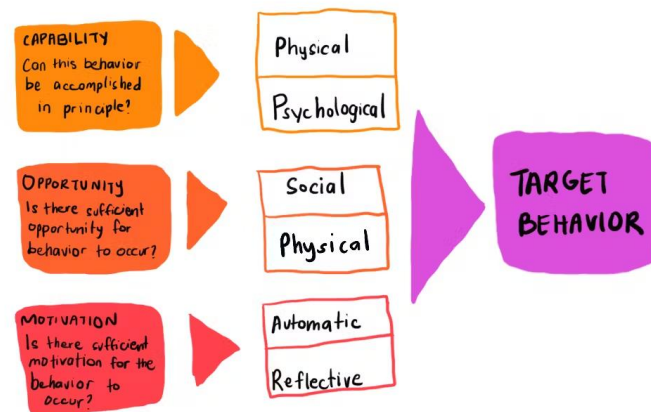 CAPABILITY
Can this behavior
be accomplished
in principle?
Physical
Psychological
OPPORTUNITY
Is there sufficient
opportunity for
behavior to occur?
Social
Physical
MOTIVATION
Is there sufficient
motivation for the
behavior to
occur?
Automatic
Reflective
TARGET
BEHAVIOR